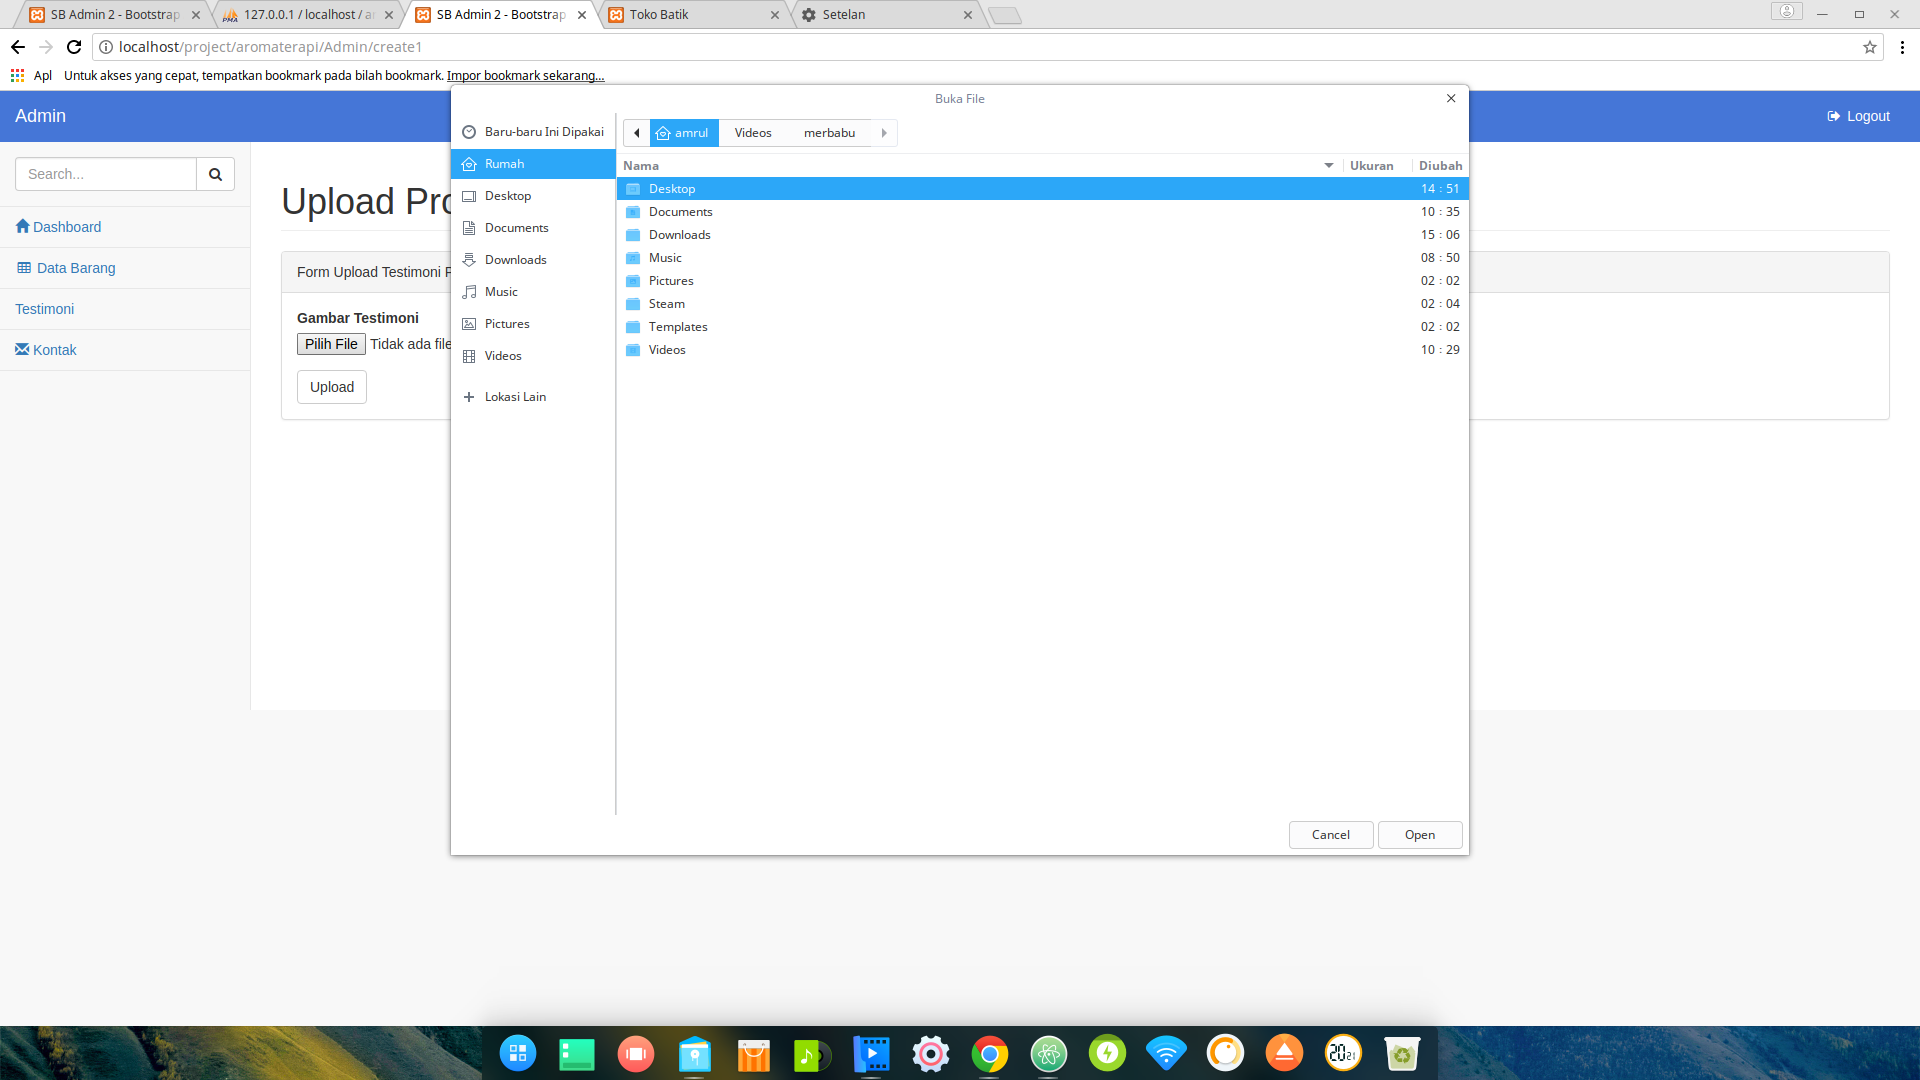 SB Admin 2 - Bootstrap
127.0.0.1 / localhost / a
SB Admin 2 - Bootstrap
Toko Batik
Setelan
localhost/project/aromaterapi/Admin/create1
Apl
Untuk akses yang cepat, tempatkan bookmark pada bilah bookmark. Impor bookmark sekarang...
Admin
Logout
Search...
Dashboard
Data Barang
Testimoni
Kontak
Upload Pro
Form Upload Testimoni P
Gambar Testimoni
Pilih File Tidak ada file
Upload
Buka File
Baru-baru Ini Dipakai
Rumah
Desktop
Documents
Downloads
Music
Pictures
Videos
Lokasi Lain
amrul Videos merbabu
Nama Ukuran Diubah
Desktop 14 : 51
Documents 10 : 35
Downloads 15 : 06
Music 08 : 50
Pictures 02 : 02
Steam 02 : 04
Templates 02 : 02
Videos 10 : 29
Cancel Open
20 21